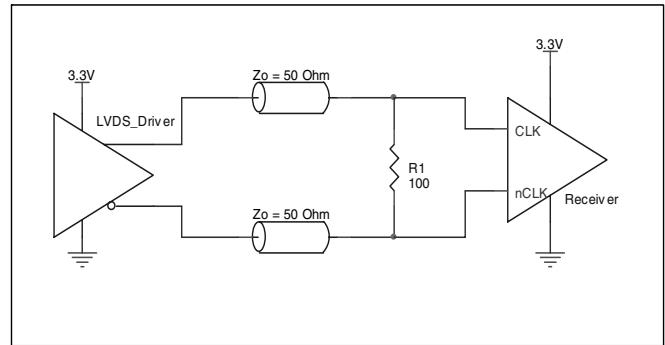 3.3V
Zo = 50 Ohm
3.3V
LVDS_Driver
CLK
R1
100
nCLK
Receiver
Zo = 50 Ohm